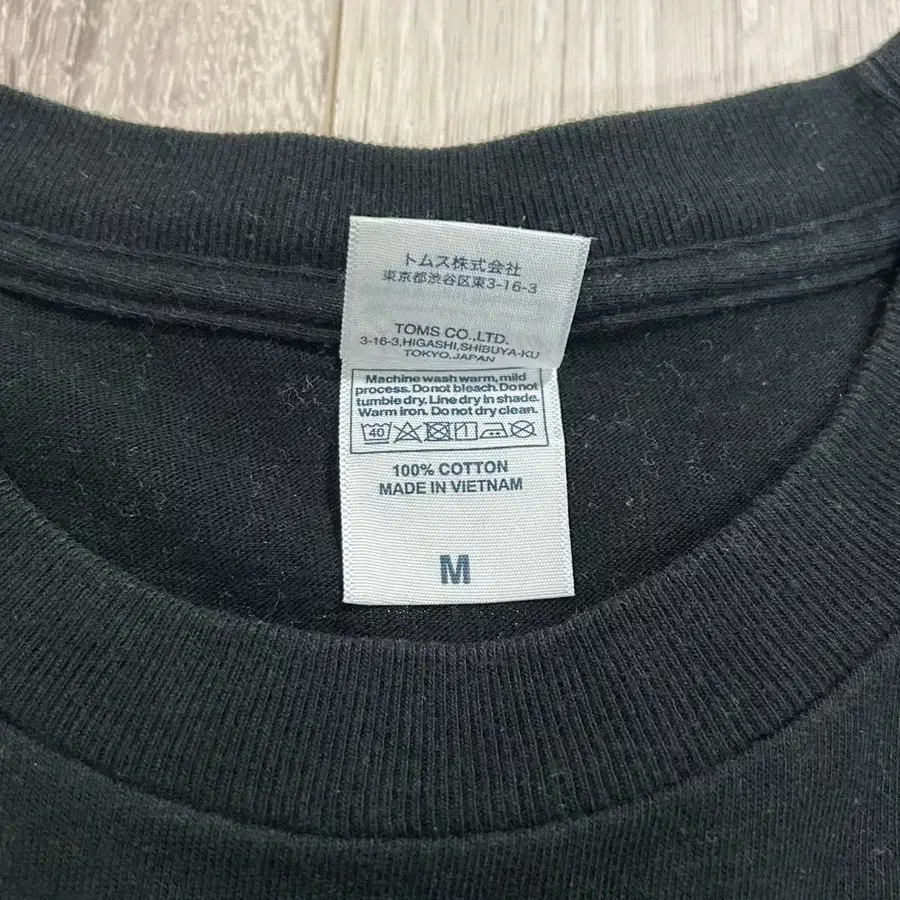 トムス株式会社
東京都渋谷区東3-16-3
TOMS CO.,LTD.
3-16-3,HIGASHI,SHIBUYA-KU
TOKYO,JAPAN
Machine wash warm, mild
process. Do not bleach. Do not
tumble dry. Line dry in shade.
Warm iron. Do not dry clean.
40
100% COTTON
MADE IN VIETNAM
M